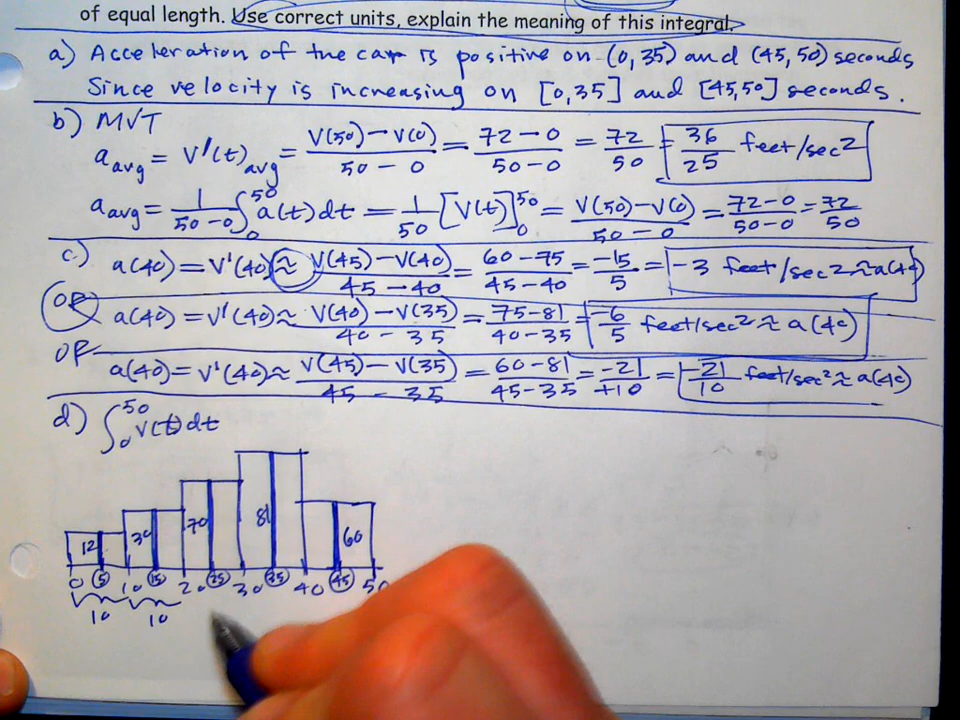 of equal length. Use correct units, explain the meaning of this integral.
a) Acceleration of the car is positive on (0,35) and (45,50) seconds
Since velocity is increasing on [0,35] and [45,50] seconds.
b) MVT
a_avg = V'(t)_avg = V(50)-V(0)/50-0 = 72-0/50-0 = 72/50 = 36/25 feet/sec²
a_avg = 1/50-0 ∫₀⁵⁰ a(t)dt = 1/50 [V(t)]₀⁵⁰ = V(50)-V(0)/50-0 = 72-0/50-0 = 72/50
c) a(40) = V'(40) ≈ V(45)-V(40)/45-40 = 60-75/45-40 = -15/5 = -3 feet/sec² ≈ a(40)
OR a(40) = V'(40) ≈ V(40)-V(35)/40-35 = 75-81/40-35 = -6/5 feet/sec² ≈ a(40)
OR a(40) = V'(40) ≈ V(45)-V(35)/45-35 = 60-81/45-35 = -21/+10 = -21/10 feet/sec² ≈ a(40)
d) ∫₀⁵⁰ V(t)dt
12 30 70 81 60
0 5 10 15 20 25 30 35 40 45 50
10 10